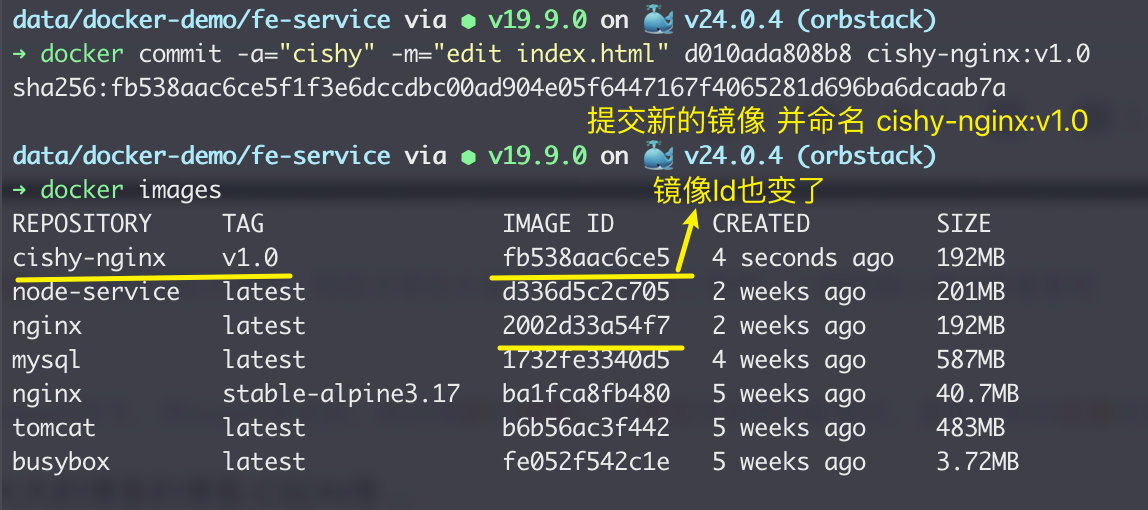 data/docker-demo/fe-service via ⬢ v19.9.0 on 🐳 v24.0.4 (orbstack)
→ docker commit -a="cishy" -m="edit index.html" d010ada808b8 cishy-nginx:v1.0
sha256:fb538aac6ce5f1f3e6dccdbc00ad904e05f6447167f4065281d696ba6dcaab7a
提交新的镜像 并命名 cishy-nginx:v1.0
data/docker-demo/fe-service via ⬢ v19.9.0 on 🐳 v24.0.4 (orbstack)
→ docker images
镜像Id也变了
REPOSITORY TAG IMAGE ID CREATED SIZE
cishy-nginx v1.0 fb538aac6ce5 4 seconds ago 192MB
node-service latest d336d5c2c705 2 weeks ago 201MB
nginx latest 2002d33a54f7 2 weeks ago 192MB
mysql latest 1732fe3340d5 4 weeks ago 587MB
nginx stable-alpine3.17 ba1fca8fb480 5 weeks ago 40.7MB
tomcat latest b6b56ac3f442 5 weeks ago 483MB
busybox latest fe052f542c1e 5 weeks ago 3.72MB